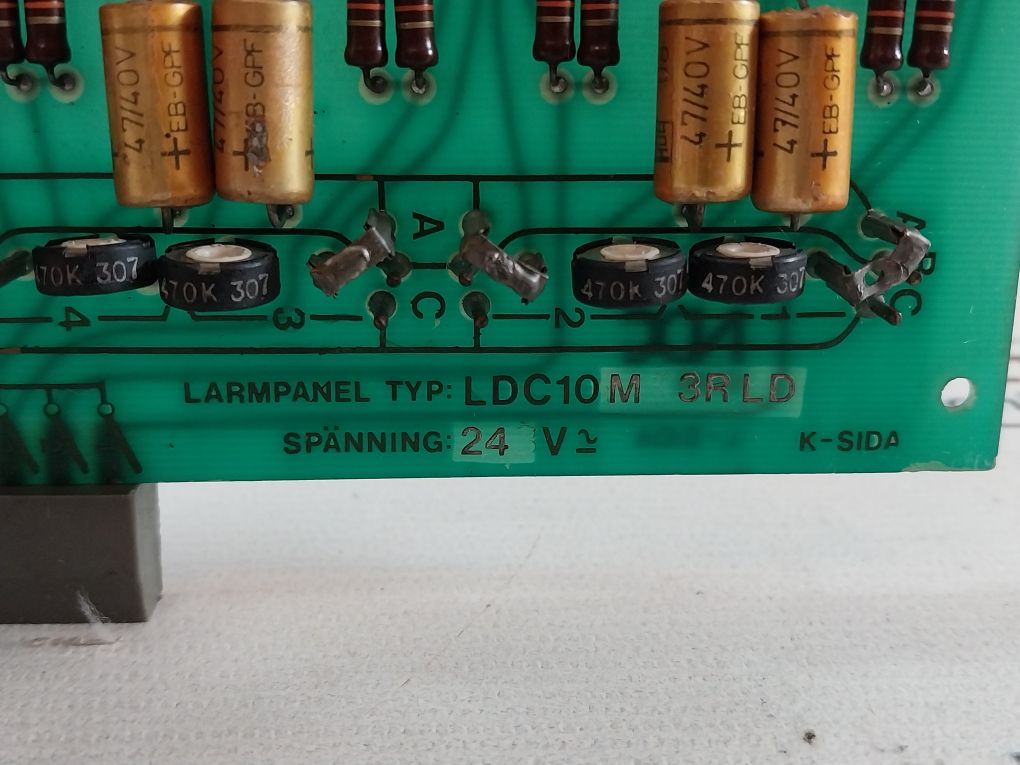 47/40V
+EB-GPF
47/40V
+EB-GPF
47/40V
+EB-GPF
47/40V
+EB-GPF
A
C
A
B
C
470K 307
470K 307
470K 307
470K 307
4
3
2
1
LARMPANEL TYP: LDC10M 3RLD
SPÄNNING: 24 V ≃
K-SIDA